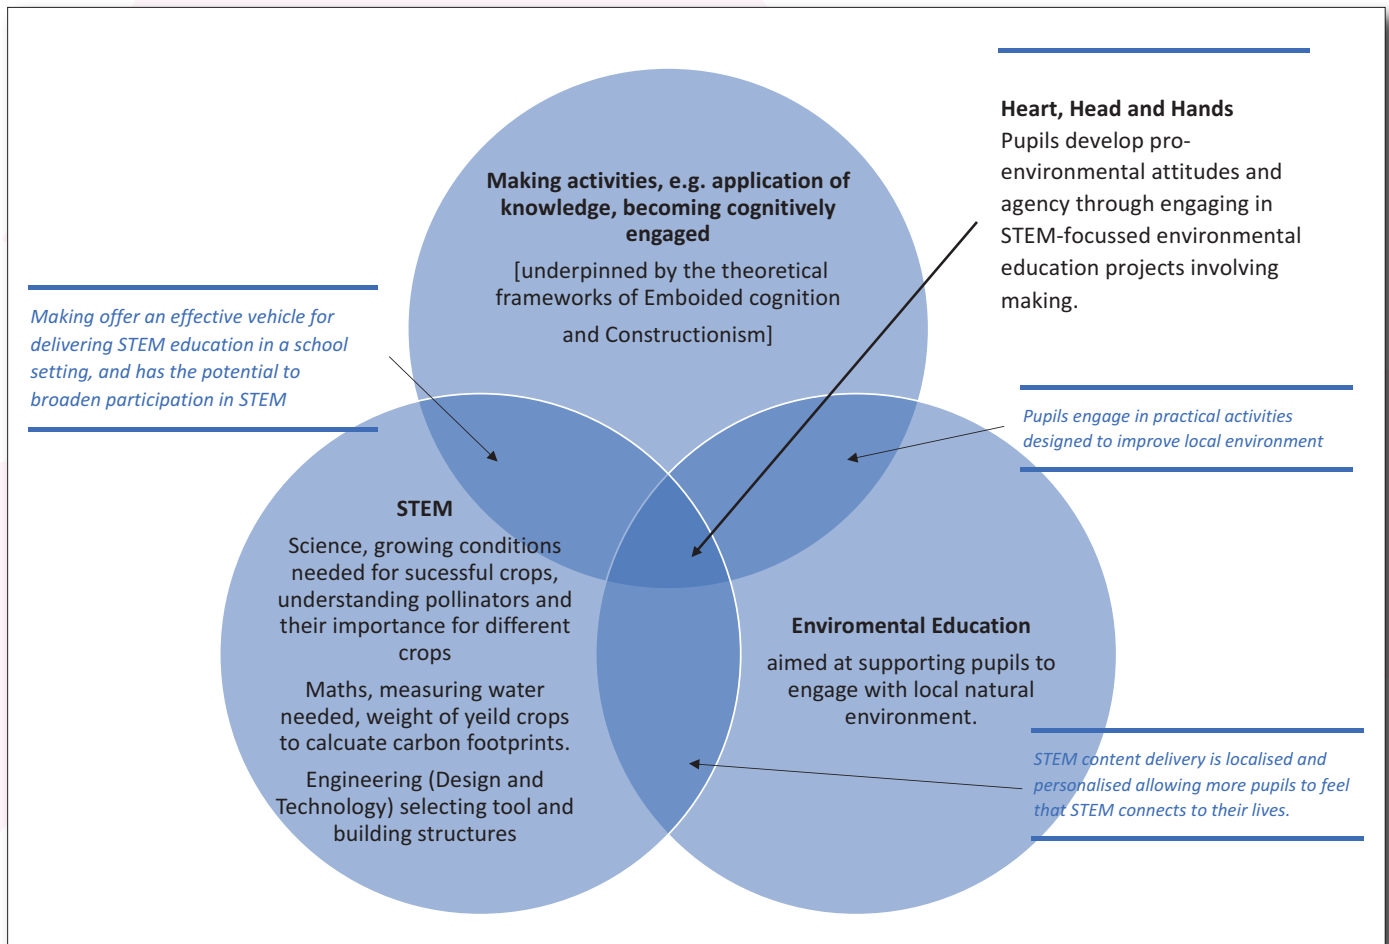 Heart, Head and Hands
Pupils develop pro-
environmental attitudes and
agency through engaging in
STEM-focussed environmental
education projects involving
making.
Making activities, e.g. application of
knowledge, becoming cognitively
engaged
[underpinned by the theoretical
frameworks of Emboided cognition
and Constructionism]
Making offer an effective vehicle for
delivering STEM education in a school
setting, and has the potential to
broaden participation in STEM
Pupils engage in practical activities
designed to improve local environment
STEM
Science, growing conditions
needed for sucessful crops,
understanding pollinators and
their importance for different
crops
Maths, measuring water
needed, weight of yeild crops
to calcuate carbon footprints.
Engineering (Design and
Technology) selecting tool and
building structures
Enviromental Education
aimed at supporting pupils to
engage with local natural
environment.
STEM content delivery is localised and
personalised allowing more pupils to feel
that STEM connects to their lives.